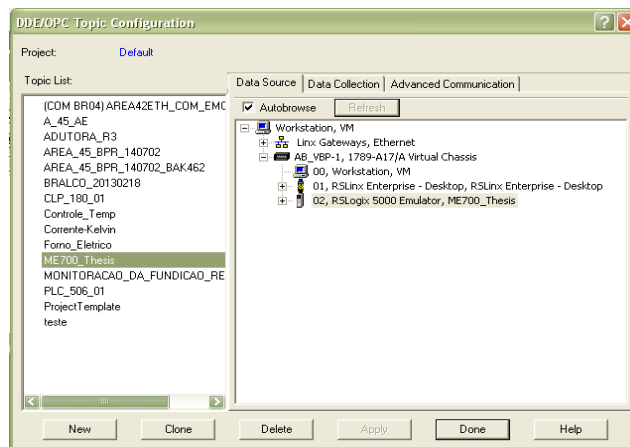 DDE/OPC Topic Configuration
Project: Default
Topic List:
Data Source Data Collection Advanced Communication
Autobrowse Refresh
(COM BR04) AREA42ETH_COM_EMC
A_45_AE
ADUTORA_R3
AREA_45_BPR_140702
AREA_45_BPR_140702_BAK462
BRALCO_20130218
CLP_180_01
Controle_Temp
Corrente-Kelvin
Forno_Eletrico
ME700_Thesis
MONITORACAO_DA_FUNDICAO_RE
PLC_506_01
ProjectTemplate
teste
Workstation, VM
Linx Gateways, Ethernet
AB_VBP-1, 1789-A17/A Virtual Chassis
00, Workstation, VM
01, RSLinx Enterprise - Desktop, RSLinx Enterprise - Desktop
02, RSLogix 5000 Emulator, ME700_Thesis
New Clone Delete Apply Done Help